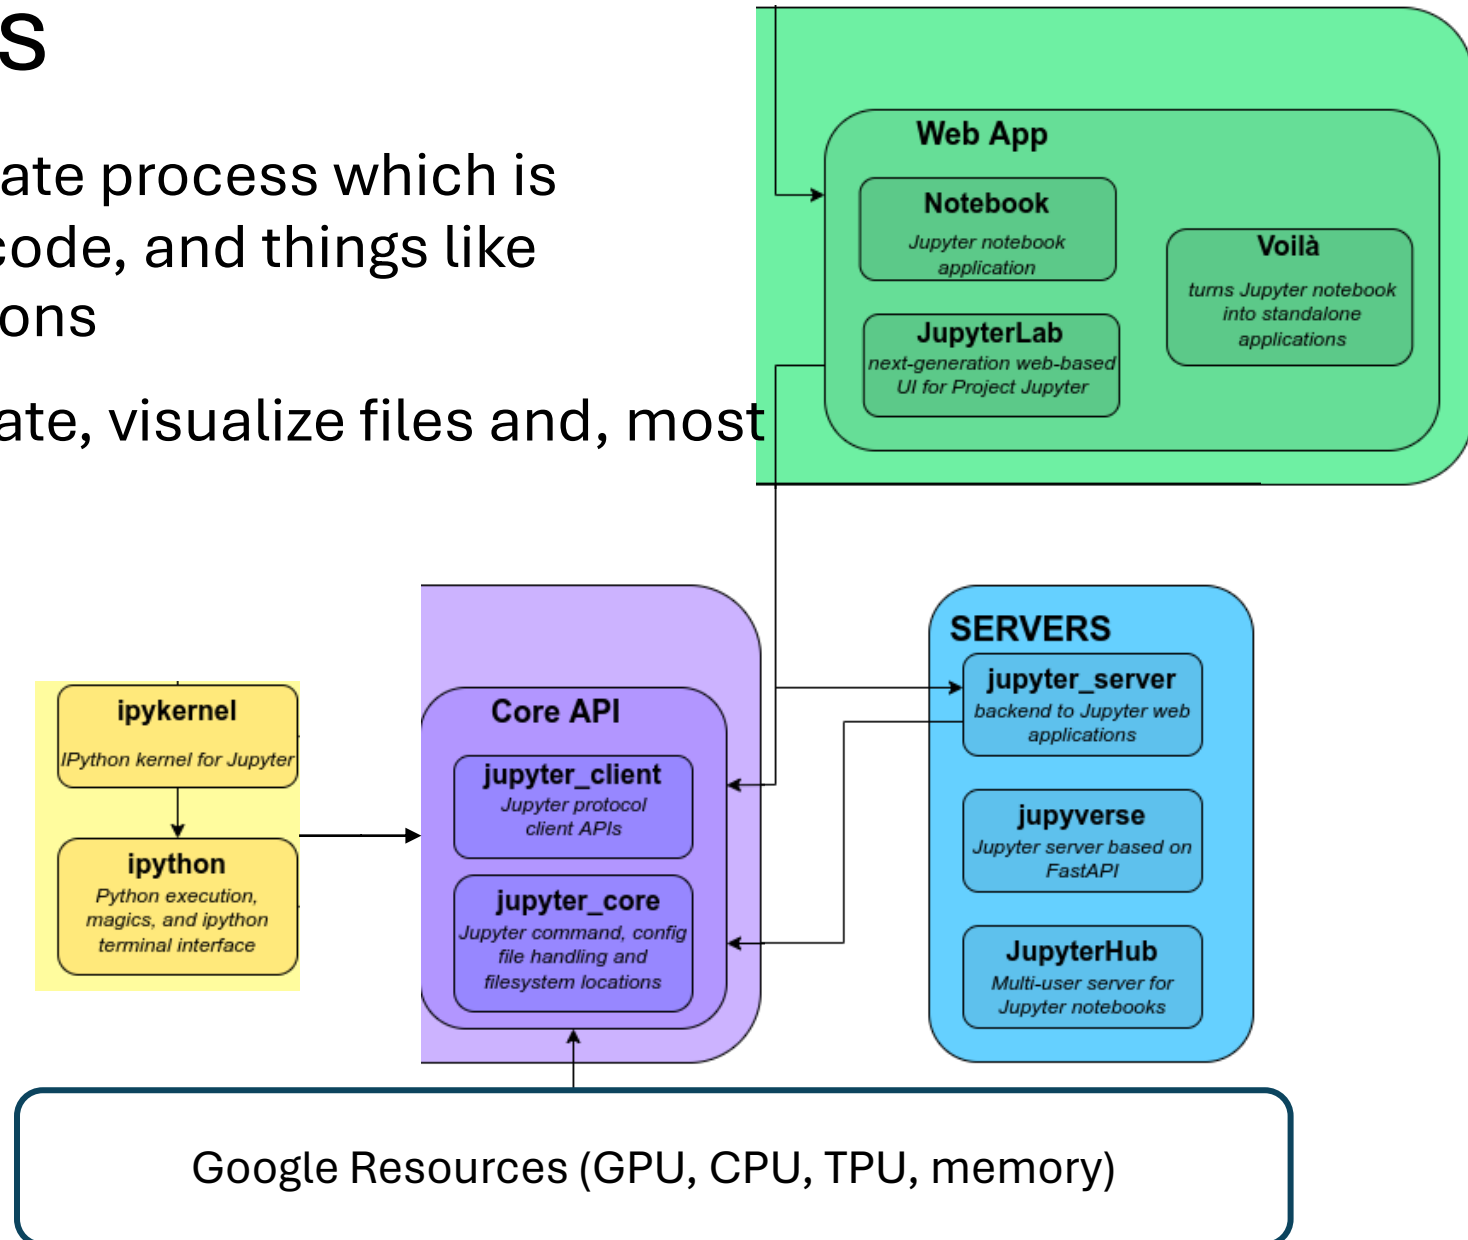 s
ate process which is
code, and things like
ons
ate, visualize files and, most
Web App
Notebook
Jupyter notebook
application
JupyterLab
next-generation web-based
UI for Project Jupyter
Voilà
turns Jupyter notebook
into standalone
applications
ipykernel
IPython kernel for Jupyter
ipython
Python execution,
magics, and ipython
terminal interface
Core API
jupyter_client
Jupyter protocol
client APIs
jupyter_core
Jupyter command, config
file handling and
filesystem locations
SERVERS
jupyter_server
backend to Jupyter web
applications
jupyverse
Jupyter server based on
FastAPI
JupyterHub
Multi-user server for
Jupyter notebooks
Google Resources (GPU, CPU, TPU, memory)